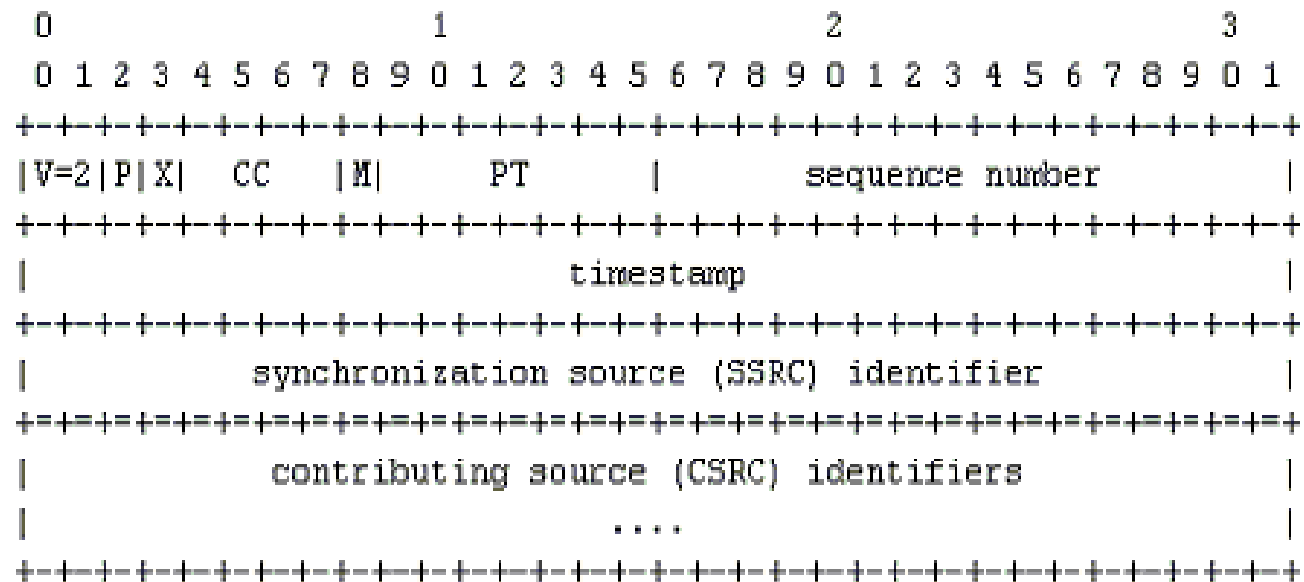 0                   1                   2                   3
0 1 2 3 4 5 6 7 8 9 0 1 2 3 4 5 6 7 8 9 0 1 2 3 4 5 6 7 8 9 0 1
+-+-+-+-+-+-+-+-+-+-+-+-+-+-+-+-+-+-+-+-+-+-+-+-+-+-+-+-+-+-+-+-+
|V=2|P|X|  CC   |M|     PT      |       sequence number         |
+-+-+-+-+-+-+-+-+-+-+-+-+-+-+-+-+-+-+-+-+-+-+-+-+-+-+-+-+-+-+-+-+
|                           timestamp                           |
+-+-+-+-+-+-+-+-+-+-+-+-+-+-+-+-+-+-+-+-+-+-+-+-+-+-+-+-+-+-+-+-+
|           synchronization source (SSRC) identifier            |
+=+=+=+=+=+=+=+=+=+=+=+=+=+=+=+=+=+=+=+=+=+=+=+=+=+=+=+=+=+=+=+=+
|            contributing source (CSRC) identifiers             |
|                             ....                              |
+-+-+-+-+-+-+-+-+-+-+-+-+-+-+-+-+-+-+-+-+-+-+-+-+-+-+-+-+-+-+-+-+